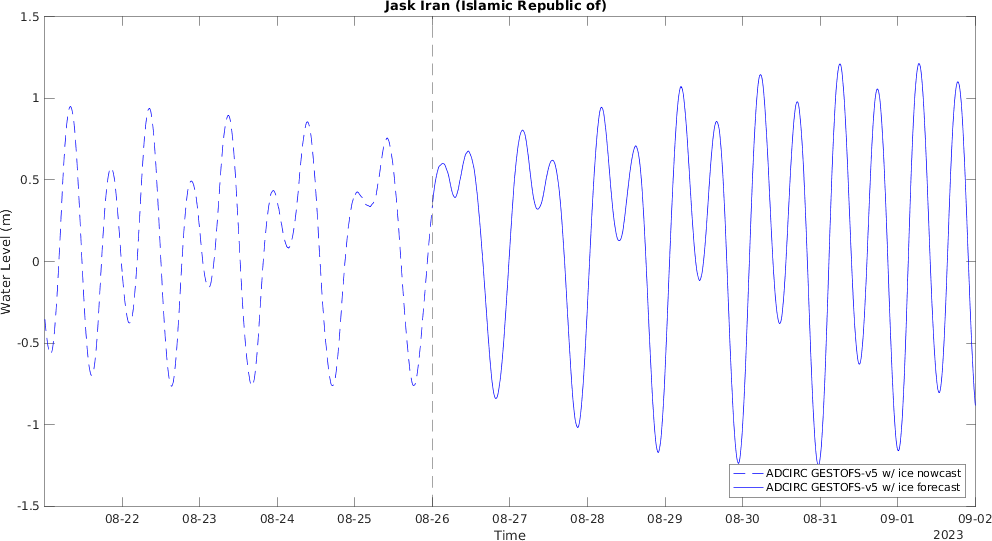 Jask Iran (Islamic Republic of)
1.5
1
0.5
0
-0.5
-1
-1.5
Water Level (m)
ADCIRC GESTOFS-v5 w/ ice nowcast
ADCIRC GESTOFS-v5 w/ ice forecast
08-22 08-23 08-24 08-25 08-26 08-27 08-28 08-29 08-30 08-31 09-01 09-02
Time
2023